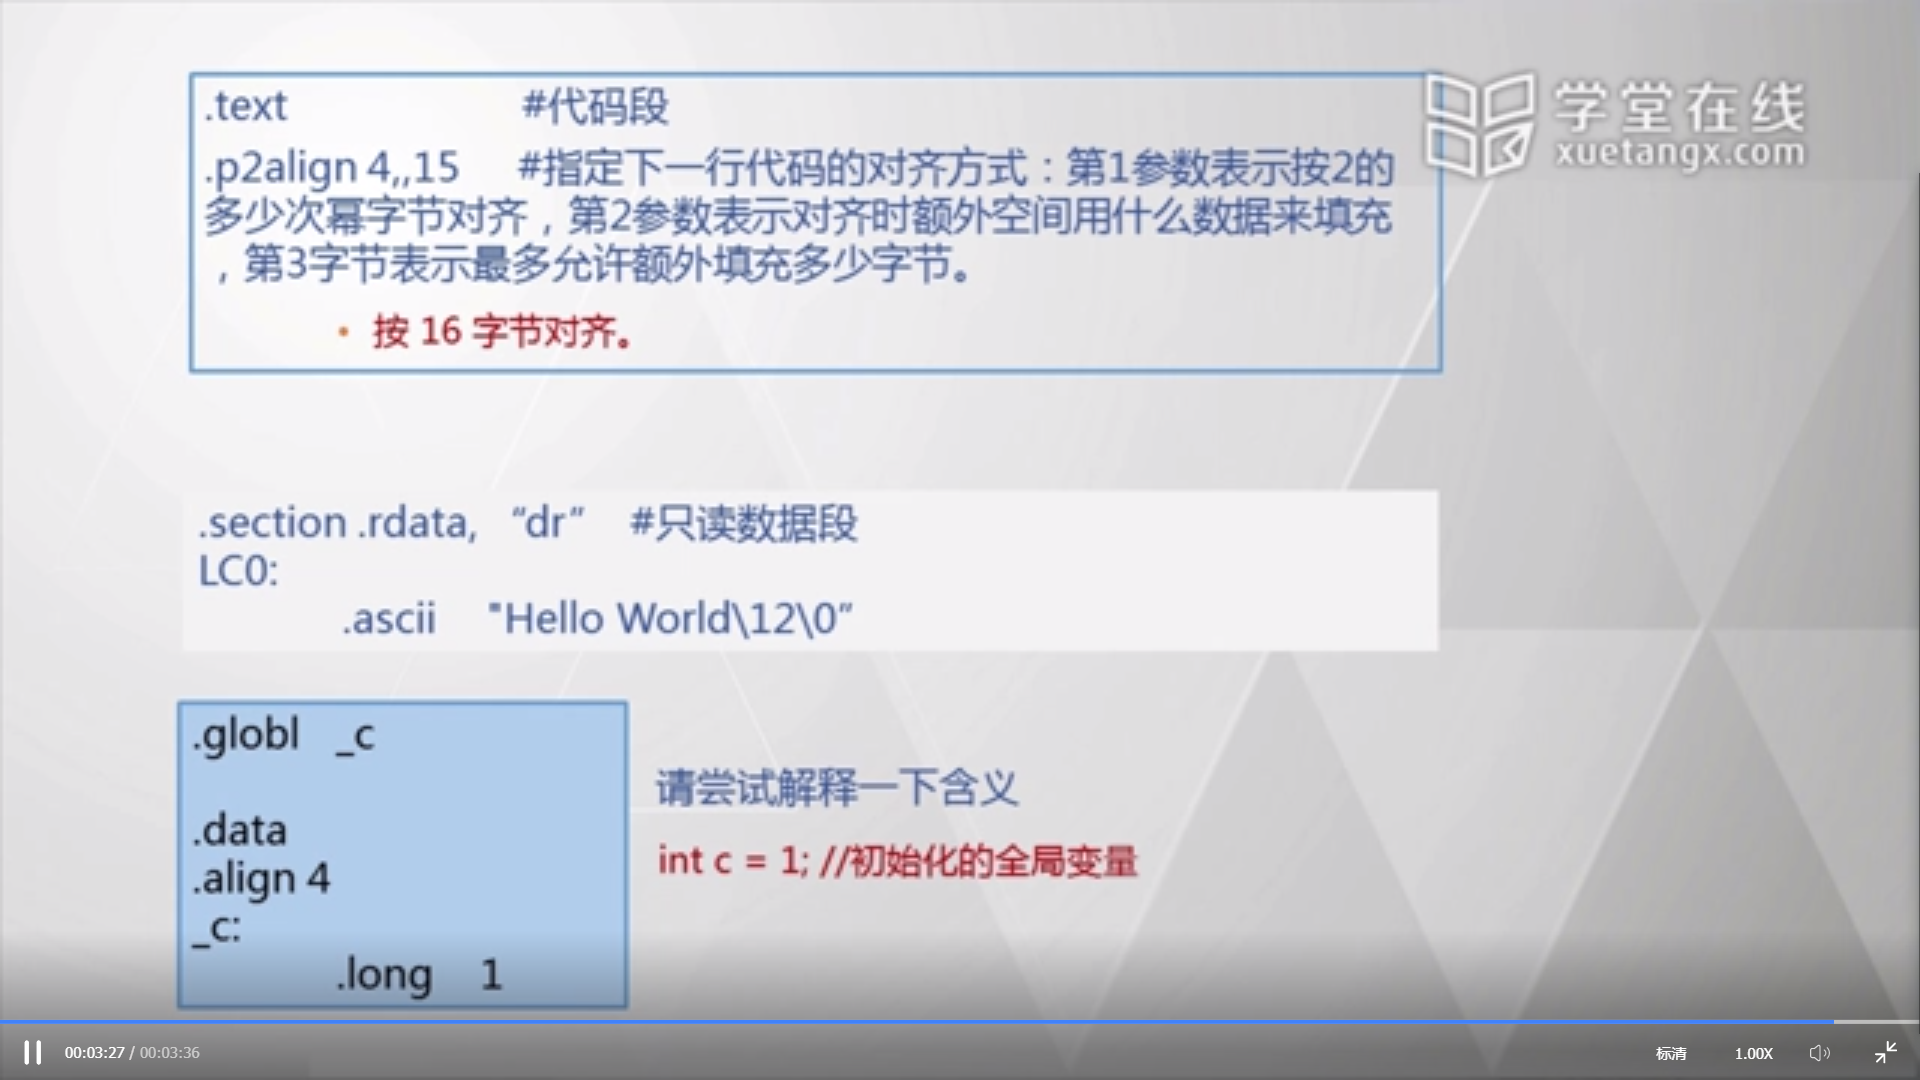 .text #代码段
学堂在线
xuetangx.com
.p2align 4,,15 #指定下一行代码的对齐方式：第1参数表示按2的
多少次幂字节对齐，第2参数表示对齐时额外空间用什么数据来填充
，第3字节表示最多允许额外填充多少字节。
• 按 16 字节对齐。
.section .rdata, “dr” #只读数据段
LC0:
.ascii "Hello World\12\0”
.globl _c
.data
.align 4
_c:
.long 1
请尝试解释一下含义
int c = 1; //初始化的全局变量
00:03:27 / 00:03:36
标清
1.00X